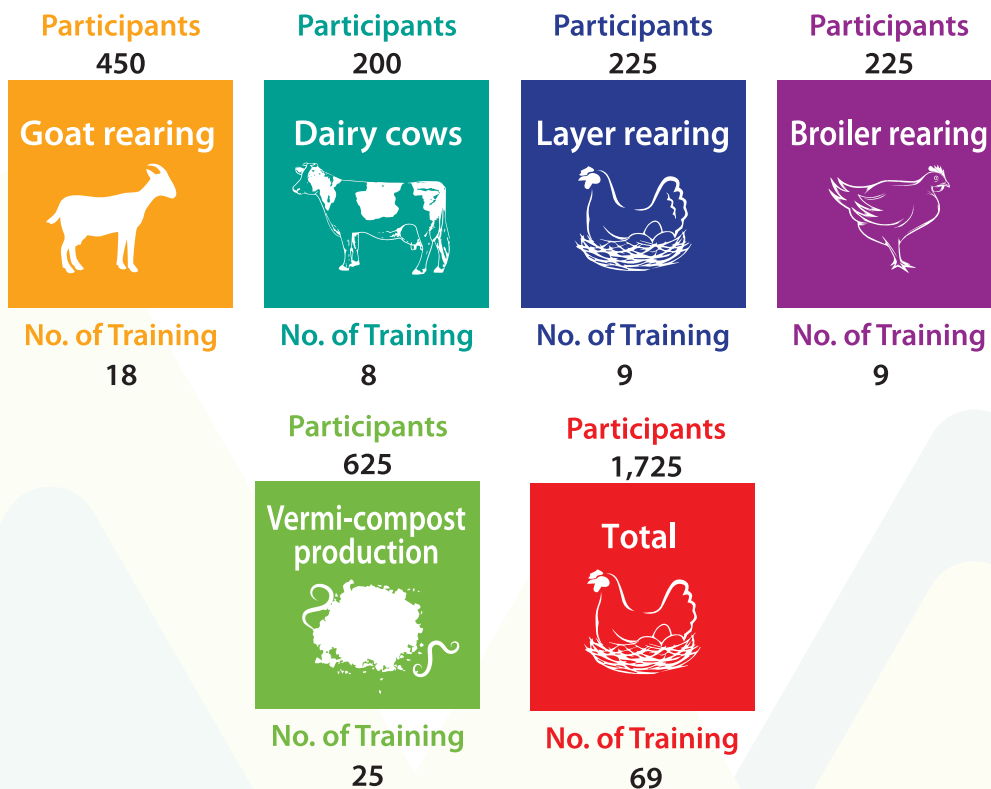 Participants
450
Goat rearing
No. of Training
18
Participants
200
Dairy cows
No. of Training
8
Participants
225
Layer rearing
No. of Training
9
Participants
225
Broiler rearing
No. of Training
9
Participants
625
Vermi-compost
production
No. of Training
25
Participants
1,725
Total
No. of Training
69